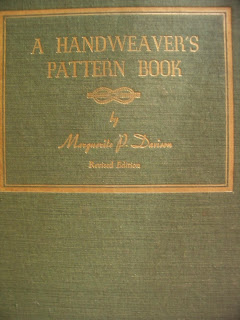 A HANDWEAVER'S
PATTERN BOOK
by
Marguerite P. Davison
Revised Edition